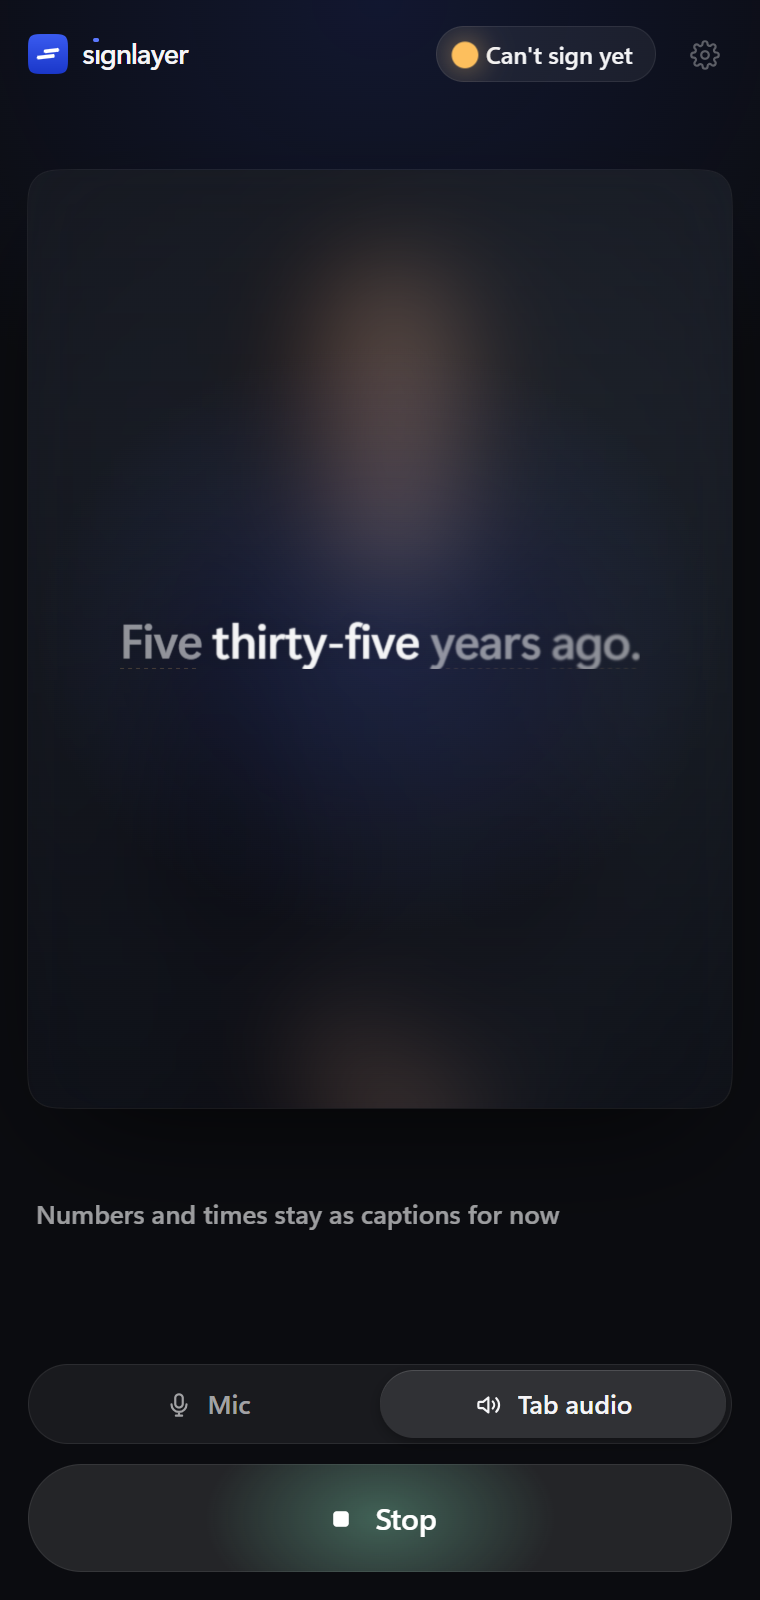 signlayer
Can't sign yet
Five thirty-five years ago.
Numbers and times stay as captions for now
Mic
Tab audio
Stop